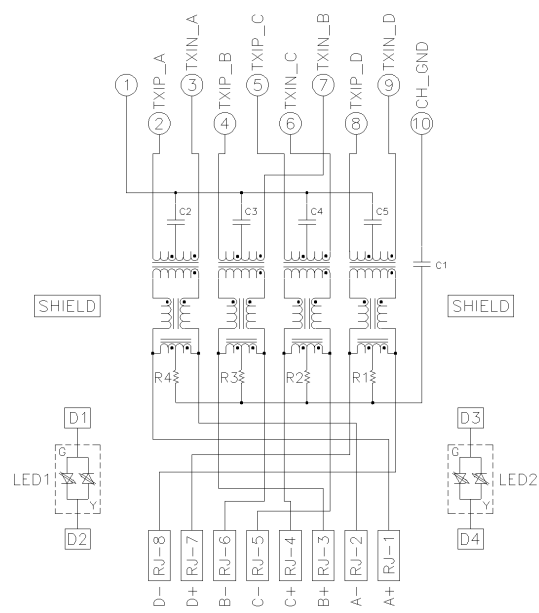 TXIP_A
TXIN_A
TXIP_B
TXIP_C
TXIN_C
TXIN_B
TXIP_D
TXIN_D
CH_GND
1
2
3
4
5
6
7
8
9
10
C2
C3
C4
C5
C1
SHIELD
SHIELD
R4
R3
R2
R1
D1
D3
G
G
LED1
LED2
Y
Y
D2
D4
RJ-8
RJ-7
RJ-6
RJ-5
RJ-4
RJ-3
RJ-2
RJ-1
D-
D+
B-
C-
C+
B+
A-
A+